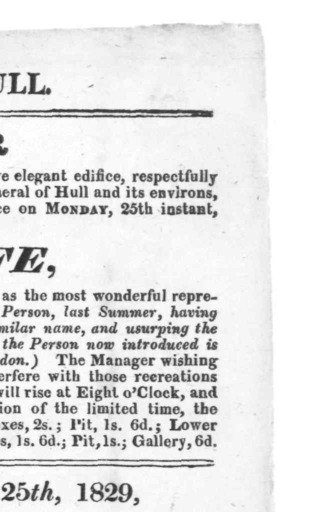 ULL.
R
e elegant edifice, respectfully
neral of Hull and its environs,
ce on MONDAY, 25th instant,
FE,
as the most wonderful repre-
Person, last Summer, having
milar name, and usurping the
the Person now introduced is
don.) The Manager wishing
erfere with those recreations
will rise at Eight o'Clock, and
ion of the limited time, the
xes, 2s.; Pit, 1s. 6d.; Lower
s, 1s. 6d.; Pit, 1s.; Gallery, 6d.
25th, 1829,